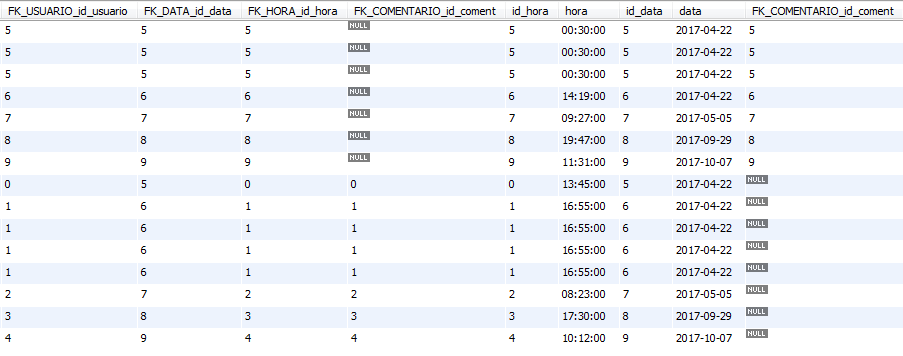 FK_USUARIO_id_usuario FK_DATA_id_data FK_HORA_id_hora FK_COMENTARIO_id_coment id_hora hora id_data data FK_COMENTARIO_id_coment
5 5 5 NULL 5 00:30:00 5 2017-04-22 5
5 5 5 NULL 5 00:30:00 5 2017-04-22 5
5 5 5 NULL 5 00:30:00 5 2017-04-22 5
6 6 6 NULL 6 14:19:00 6 2017-04-22 6
7 7 7 NULL 7 09:27:00 7 2017-05-05 7
8 8 8 NULL 8 19:47:00 8 2017-09-29 8
9 9 9 NULL 9 11:31:00 9 2017-10-07 9
0 5 0 0 0 13:45:00 5 2017-04-22 NULL
1 6 1 1 1 16:55:00 6 2017-04-22 NULL
1 6 1 1 1 16:55:00 6 2017-04-22 NULL
1 6 1 1 1 16:55:00 6 2017-04-22 NULL
1 6 1 1 1 16:55:00 6 2017-04-22 NULL
2 7 2 2 2 08:23:00 7 2017-05-05 NULL
3 8 3 3 3 17:30:00 8 2017-09-29 NULL
4 9 4 4 4 10:12:00 9 2017-10-07 NULL